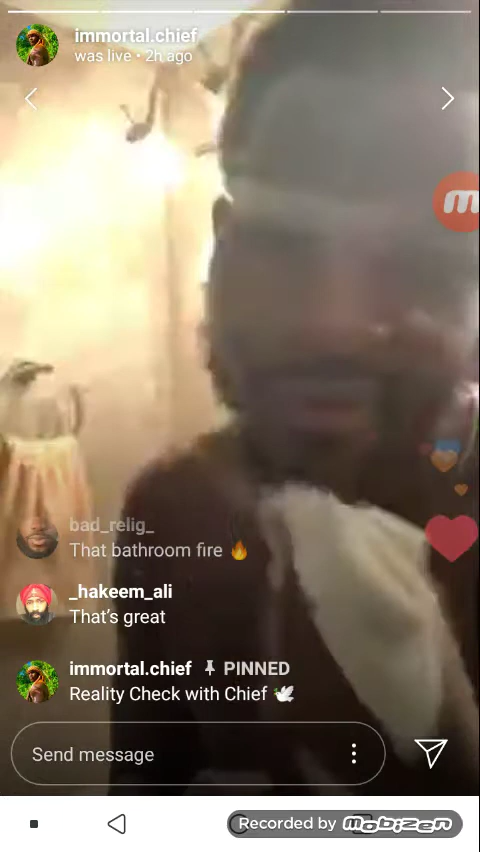 immortal.chief
was live • 2h ago
bad_relig_
That bathroom fire 🔥
_hakeem_ali
That's great
immortal.chief PINNED
Reality Check with Chief 🕊️
Send message
Recorded by mobizen